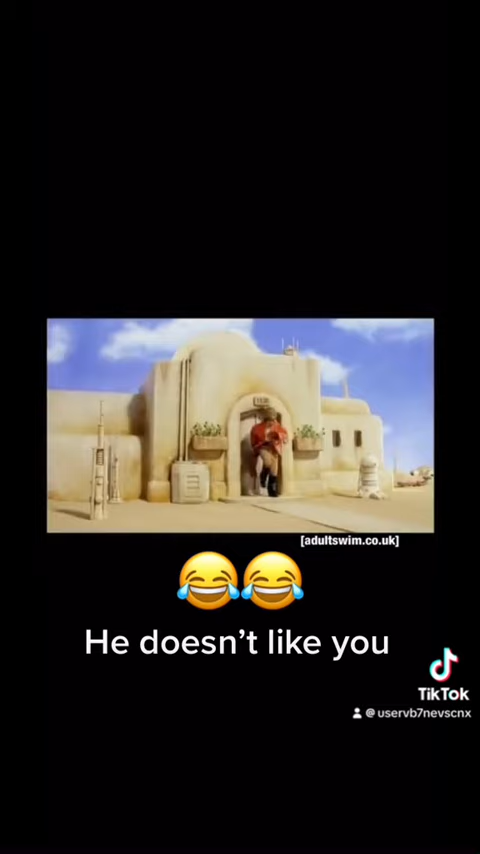 [adultswim.co.uk]
😂😂
He doesn’t like you
TikTok
@uservb7nevscnx